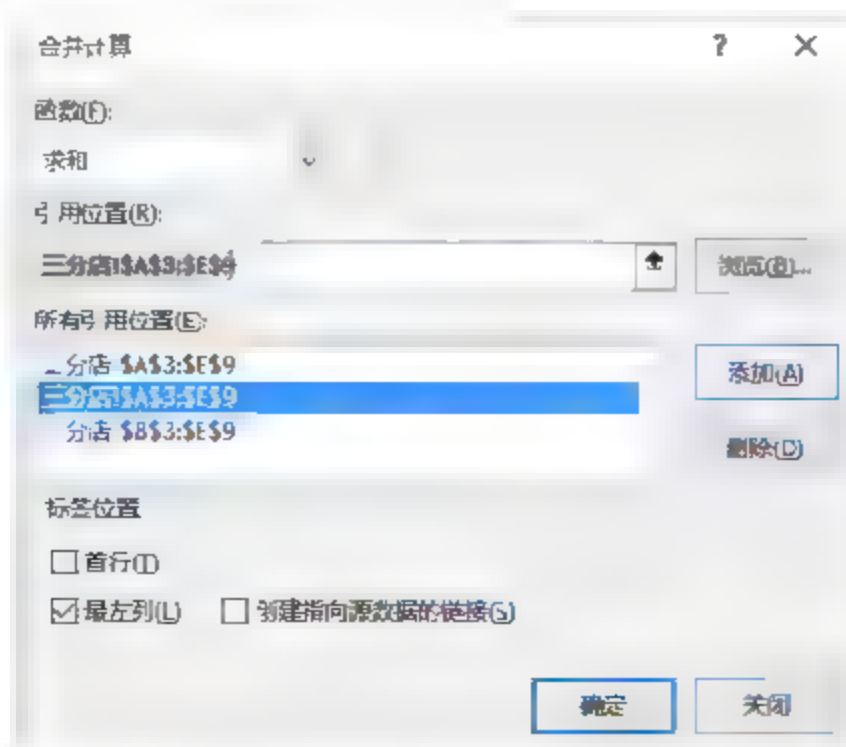 合并计算
函数(F):
求和
引用位置(R):
三分店!$A$3:$E$9
浏览(B)...
所有引用位置(E):
分店 $A$3:$E$9
添加(A)
三分店!$A$3:$E$9
分店 $B$3:$E$9
删除(D)
标签位置
首行(T)
最左列(L) 创建指向源数据的链接(S)
确定 关闭